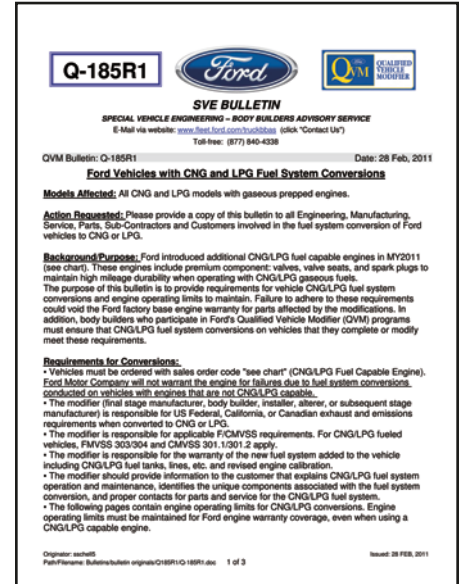 Q-185R1
Ford
QVM QUALIFIED
VEHICLE
MODIFIER
SVE BULLETIN
SPECIAL VEHICLE ENGINEERING – BODY BUILDERS ADVISORY SERVICE
E-Mail via website: www.fleet.ford.com/truckbbas (click "Contact Us")
Toll-free: (877) 840-4338
QVM Bulletin: Q-185R1 Date: 28 Feb, 2011
Ford Vehicles with CNG and LPG Fuel System Conversions
Models Affected: All CNG and LPG models with gaseous prepped engines.
Action Requested: Please provide a copy of this bulletin to all Engineering, Manufacturing,
Service, Parts, Sub-Contractors and Customers involved in the fuel system conversion of Ford
vehicles to CNG or LPG.
Background/Purpose: Ford introduced additional CNG/LPG fuel capable engines in MY2011
(see chart). These engines include premium component: valves, valve seats, and spark plugs to
maintain high mileage durability when operating with CNG/LPG gaseous fuels.
The purpose of this bulletin is to provide requirements for vehicle CNG/LPG fuel system
conversions and engine operating limits to maintain. Failure to adhere to these requirements
could void the Ford factory base engine warranty for parts affected by the modifications. In
addition, body builders who participate in Ford's Qualified Vehicle Modifier (QVM) programs
must ensure that CNG/LPG fuel system conversions on vehicles that they complete or modify
meet these requirements.
Requirements for Conversions:
• Vehicles must be ordered with sales order code "see chart" (CNG/LPG Fuel Capable Engine).
Ford Motor Company will not warrant the engine for failures due to fuel system conversions
conducted on vehicles with engines that are not CNG/LPG capable.
• The modifier (final stage manufacturer, body builder, installer, alterer, or subsequent stage
manufacturer) is responsible for US Federal, California, or Canadian exhaust and emissions
requirements when converted to CNG or LPG.
• The modifier is responsible for applicable F/CMVSS requirements. For CNG/LPG fueled
vehicles, FMVSS 303/304 and CMVSS 301.1/301.2 apply.
• The modifier is responsible for the warranty of the new fuel system added to the vehicle
including CNG/LPG fuel tanks, lines, etc. and revised engine calibration.
• The modifier should provide information to the customer that explains CNG/LPG fuel system
operation and maintenance, identifies the unique components associated with the fuel system
conversion, and proper contacts for parts and service for the CNG/LPG fuel system.
• The following pages contain engine operating limits for CNG/LPG conversions. Engine
operating limits must be maintained for Ford engine warranty coverage, even when using a
CNG/LPG capable engine.
Originator: sschell5 Issued: 28 FEB, 2011
Path/Filename: Bulletins/bulletin originals/Q185R1/Q-185R1.doc 1 of 3